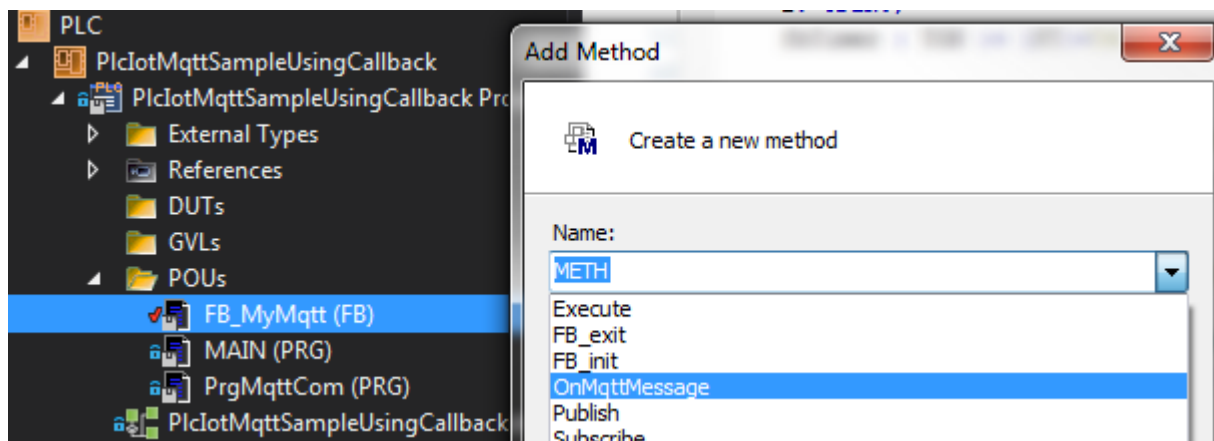 PLC
PlcIotMqttSampleUsingCallback
PlcIotMqttSampleUsingCallback
External Types
References
DUTs
GVLs
POUs
FB_MyMqtt (FB)
MAIN (PRG)
PrgMqttCom (PRG)
PlcIotMqttSampleUsingCallback
Add Method
Create a new method
Name:
METH
Execute
FB_exit
FB_init
OnMqttMessage
Publish
Subscribe